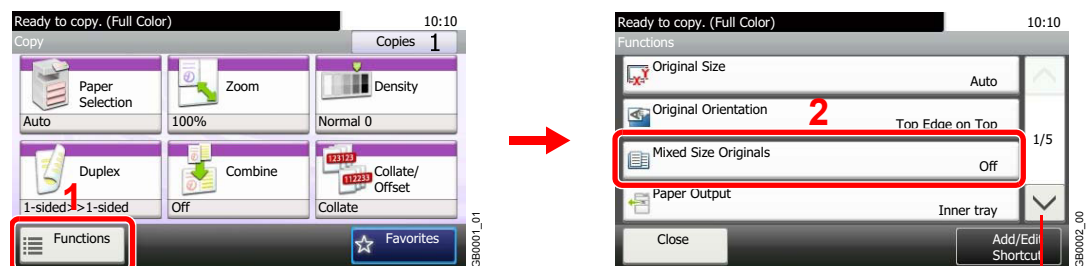 Ready to copy. (Full Color)
10:10
Copy
Copies 1
Paper
Selection
Auto
Zoom
100%
Density
Normal 0
Duplex
1-sided>>1-sided
Combine
Off
123123
112233
Collate/
Offset
Collate
1
Functions
Favorites
GB0001_01
Ready to copy. (Full Color)
10:10
Functions
Original Size
Auto
Original Orientation
Top Edge on Top
2
Mixed Size Originals
Off
1/5
Paper Output
Inner tray
Close
Add/Edit
Shortcut
GB0002_00